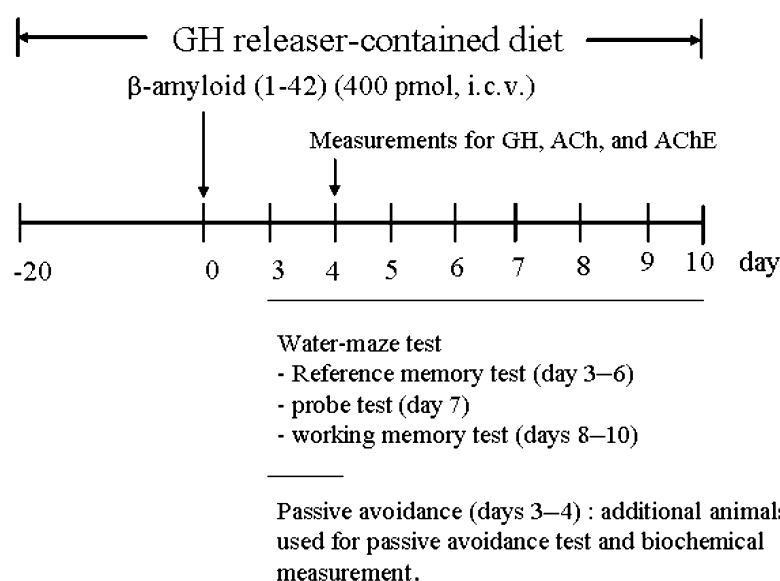 GH releaser-contained diet
β-amyloid (1-42) (400 pmol, i.c.v.)
Measurements for GH, ACh, and AChE
-20 0 3 4 5 6 7 8 9 10 day
Water-maze test
- Reference memory test (day 3–6)
- probe test (day 7)
- working memory test (days 8–10)
Passive avoidance (days 3–4) : additional animals
used for passive avoidance test and biochemical
measurement.